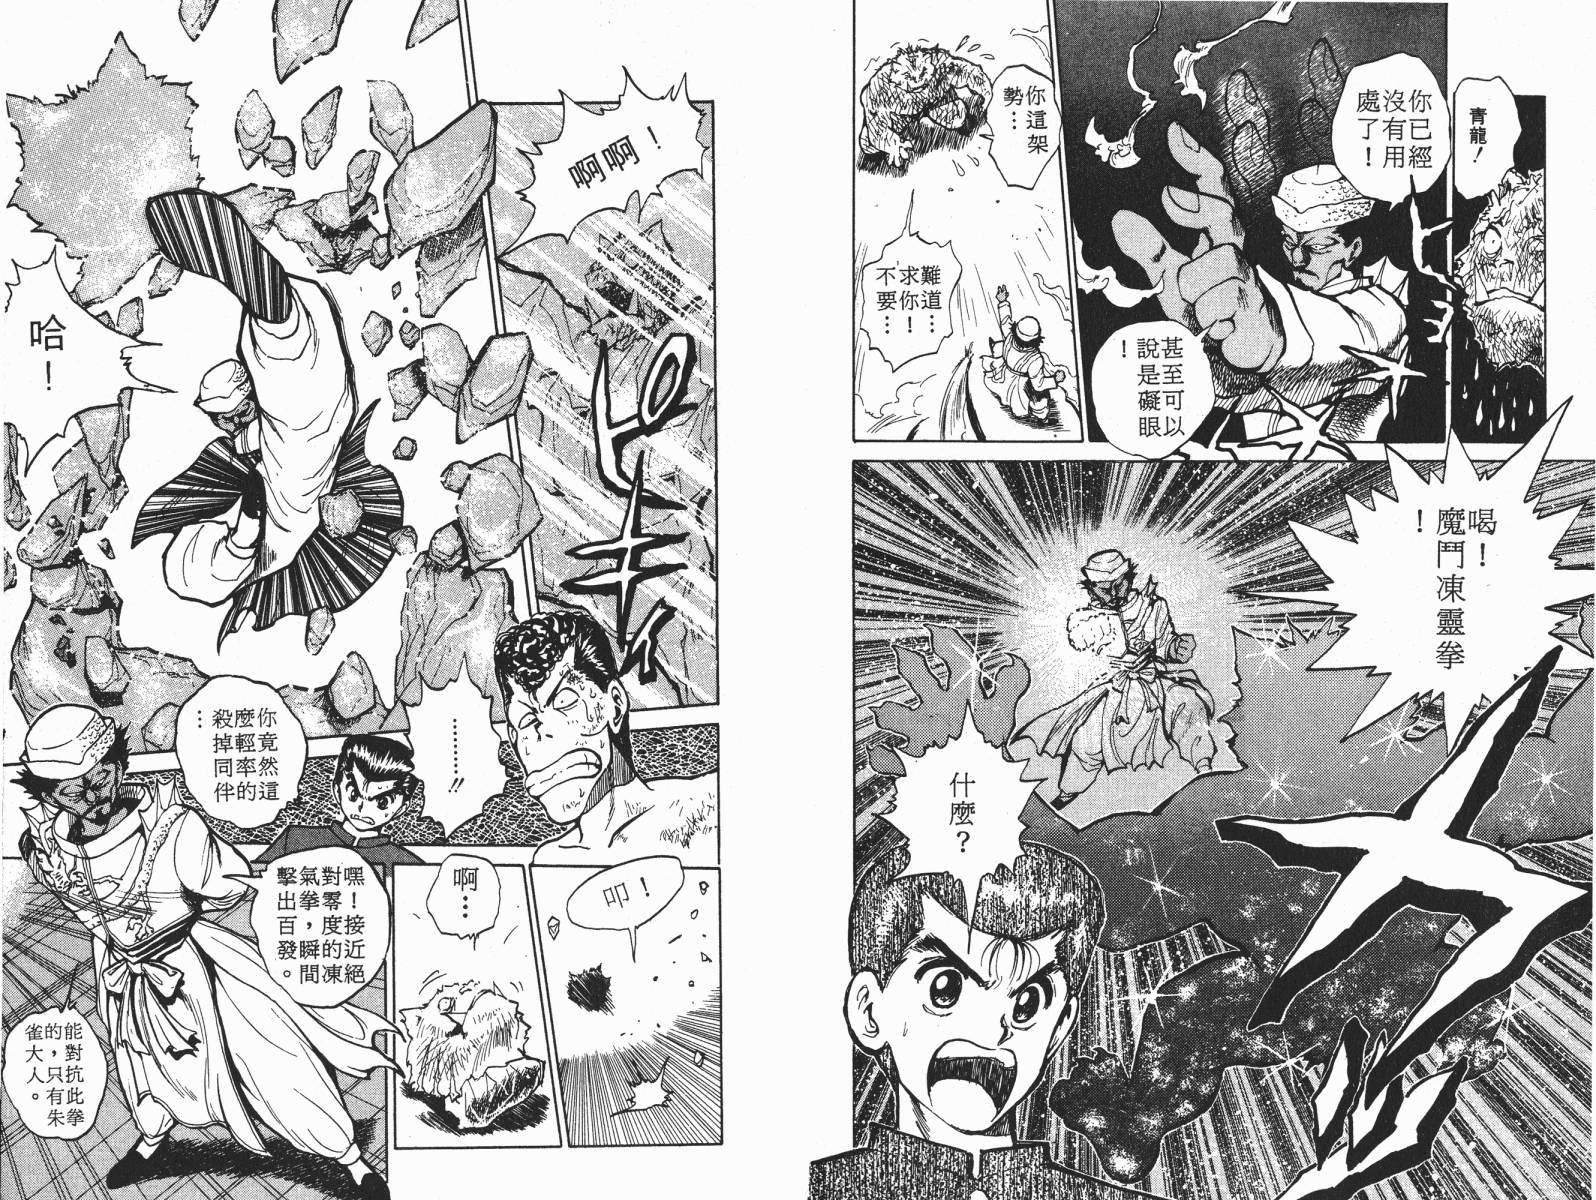 青龍！
你已經
沒有用
處了！
甚至可以
說是礙眼
！
你這架
勢…
難道…
求你！
不要…
喝！
魔鬥凍靈拳
！
什麼？
啊啊！
哈！
……!!
你竟然這
麼輕率的
殺掉同伴
…
叩！
啊…
嘿！接近絕
對零度的凍
氣拳，瞬間
擊出百發。
能對抗此拳
的，只有朱
雀大人。